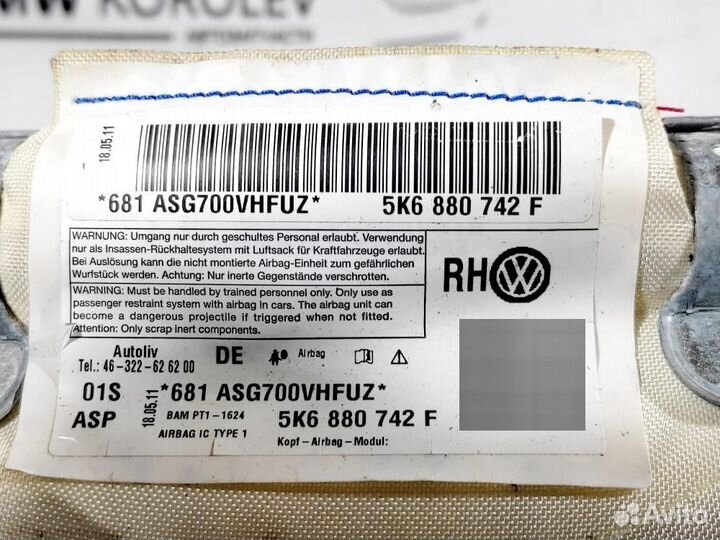 MW KOROLEV
18.05.11
*681 ASG700VHFUZ* 5K6 880 742 F
WARNUNG: Umgang nur durch geschultes Personal erlaubt. Verwendung
nur als Insassen-Rückhaltesystem mit Luftsack für Kraftfahrzeuge erlaubt.
Bei Auslösung kann die nicht montierte Airbag-Einheit zum gefährlichen
Wurfstück werden. Achtung: Nur inerte Gegenstände verschrotten.
WARNING: Must be handled by trained personnel only. Only use as
passenger restraint system with airbag in cars. The airbag unit can
become a dangerous projectile if triggered when not fitted.
Attention: Only scrap inert components.
RH
Autoliv DE Airbag
Tel.: 46-322-62 62 00
01S 18.05.11 *681 ASG700VHFUZ*
ASP BAM PT1-1624 5K6 880 742 F
AIRBAG IC TYPE 1 Kopf-Airbag-Modul:
Avito